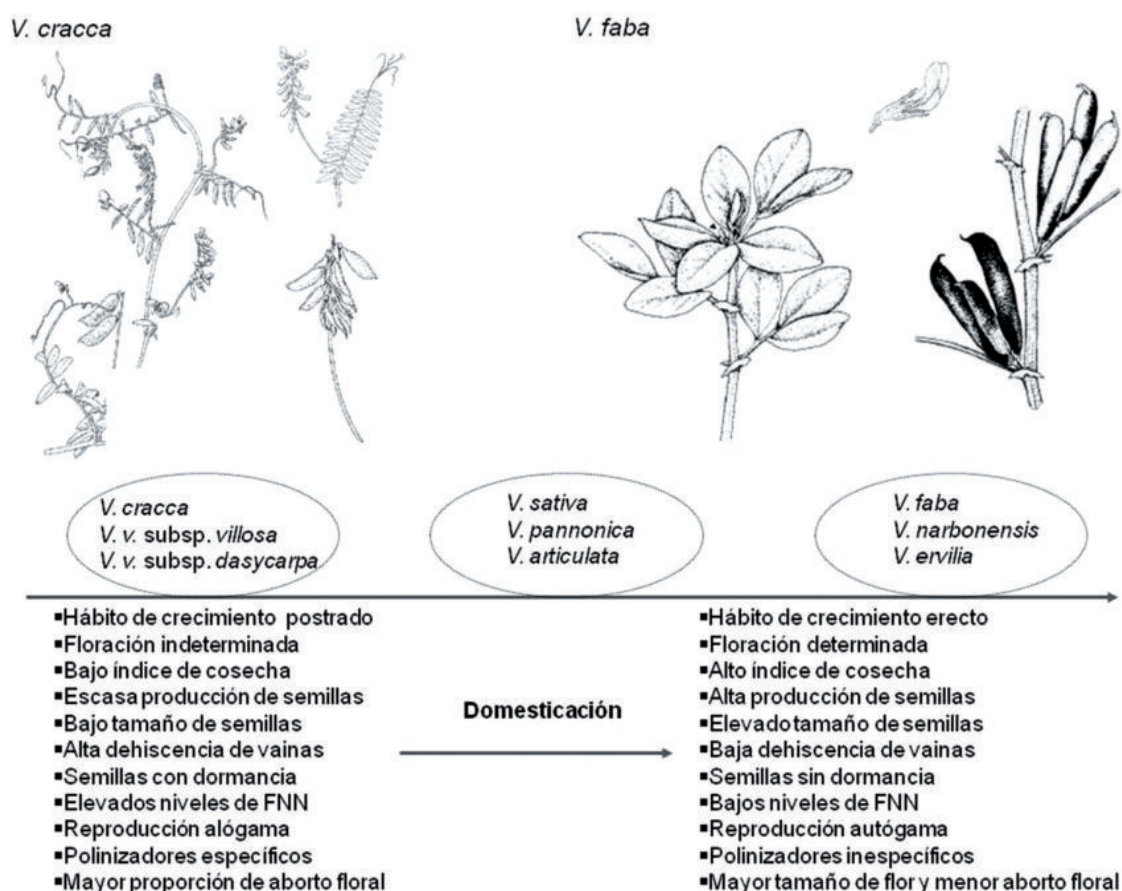 V. cracca
V. faba
V. cracca
V. v. subsp. villosa
V. v. subsp. dasycarpa
V. sativa
V. pannonica
V. articulata
V. faba
V. narbonensis
V. ervilia
▪Hábito de crecimiento postrado
▪Floración indeterminada
▪Bajo índice de cosecha
▪Escasa producción de semillas
▪Bajo tamaño de semillas
▪Alta dehiscencia de vainas
▪Semillas con dormancia
▪Elevados niveles de FNN
▪Reproducción alógama
▪Polinizadores específicos
▪Mayor proporción de aborto floral
Domesticación
▪Hábito de crecimiento erecto
▪Floración determinada
▪Alto índice de cosecha
▪Alta producción de semillas
▪Elevado tamaño de semillas
▪Baja dehiscencia de vainas
▪Semillas sin dormancia
▪Bajos niveles de FNN
▪Reproducción autógama
▪Polinizadores inespecíficos
▪Mayor tamaño de flor y menor aborto floral